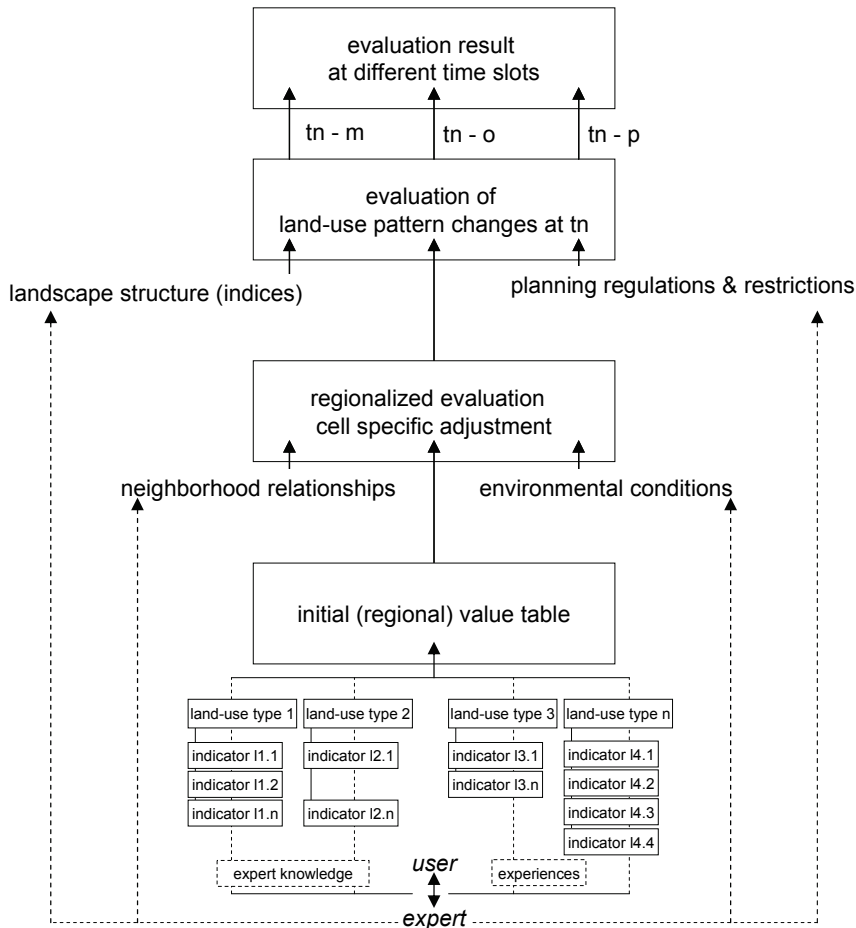 evaluation result
at different time slots
tn - m
tn - o
tn - p
evaluation of
land-use pattern changes at tn
landscape structure (indices)
planning regulations & restrictions
regionalized evaluation
cell specific adjustment
neighborhood relationships
environmental conditions
initial (regional) value table
land-use type 1
land-use type 2
land-use type 3
land-use type n
indicator I1.1
indicator I2.1
indicator I3.1
indicator I4.1
indicator I1.2
indicator I3.n
indicator I4.2
indicator I1.n
indicator I2.n
indicator I4.3
indicator I4.4
expert knowledge
user
experiences
expert